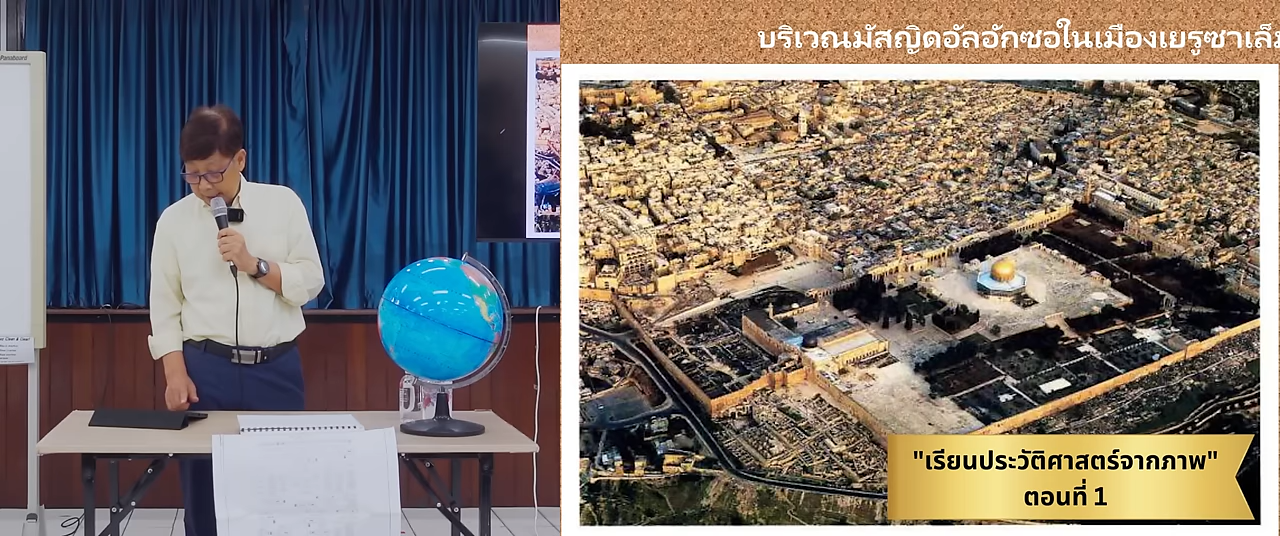 Panaboard
บริเวณมัสญิดอัลอักซอในเมืองเยรูซาเล็ม
"เรียนประวัติศาสตร์จากภาพ"
ตอนที่ 1